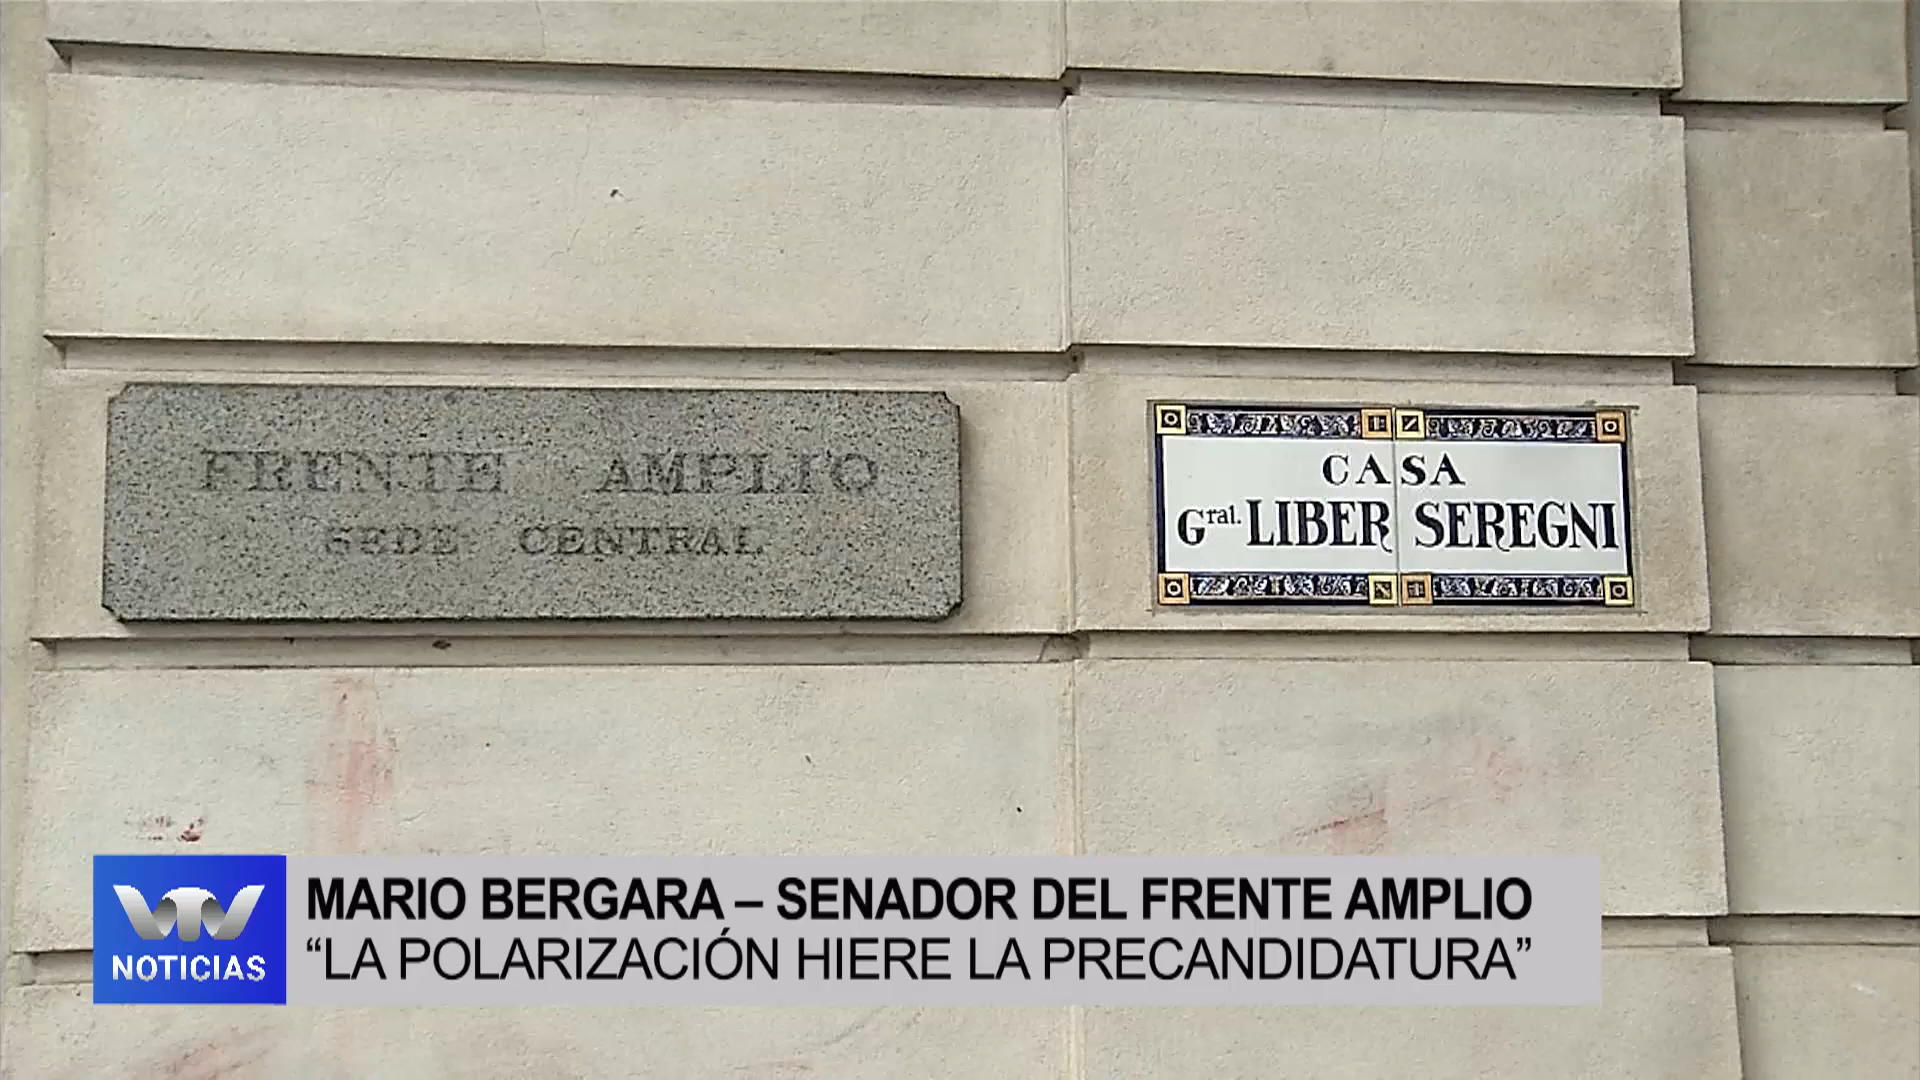 FRENTE AMPLIO
SEDE CENTRAL
CASA
Gral. LIBER SEREGNI
VTV
NOTICIAS
MARIO BERGARA – SENADOR DEL FRENTE AMPLIO
“LA POLARIZACIÓN HIERE LA PRECANDIDATURA”